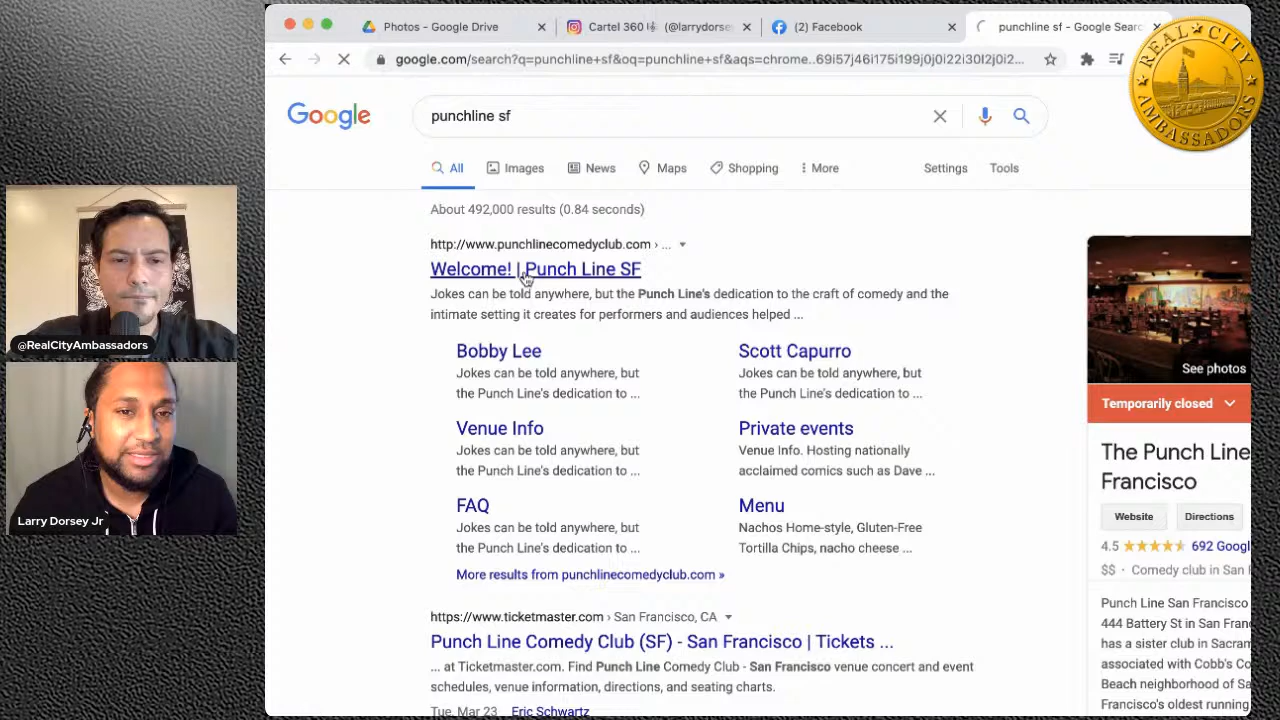 Photos - Google Drive
Cartel 360
(@larrydorse
(2) Facebook
punchline sf - Google Searc
google.com/search?q=punchline+sf&oq=punchline+sf&aqs=chrome..69i57j46i175i199j0j0i22i30l2j0i2...
REAL CITY AMBASSADORS
Google
punchline sf
All
Images
News
Maps
Shopping
More
Settings
Tools
About 492,000 results (0.84 seconds)
http://www.punchlinecomedyclub.com › ...
Welcome! | Punch Line SF
Jokes can be told anywhere, but the Punch Line's dedication to the craft of comedy and the
intimate setting it creates for performers and audiences helped ...
Bobby Lee
Jokes can be told anywhere, but
the Punch Line's dedication to ...
Scott Capurro
Jokes can be told anywhere, but
the Punch Line's dedication to ...
Venue Info
Jokes can be told anywhere, but
the Punch Line's dedication to ...
Private events
Venue Info. Hosting nationally
acclaimed comics such as Dave ...
FAQ
Jokes can be told anywhere, but
the Punch Line's dedication to ...
Menu
Nachos Home-style, Gluten-Free
Tortilla Chips, nacho cheese ...
More results from punchlinecomedyclub.com »
https://www.ticketmaster.com › San Francisco, CA
Punch Line Comedy Club (SF) - San Francisco | Tickets ...
... at Ticketmaster.com. Find Punch Line Comedy Club - San Francisco venue concert and event
schedules, venue information, directions, and seating charts.
Tue, Mar 23 Eric Schwartz
See photos
Temporarily closed
The Punch Line
Francisco
Website
Directions
4.5
692 Googl
$$ · Comedy club in San F
Punch Line San Francisco
444 Battery St in San Franc
has a sister club in Sacram
associated with Cobb's Co
Beach neighborhood of Sa
Francisco's oldest running
@RealCityAmbassadors
Larry Dorsey Jr